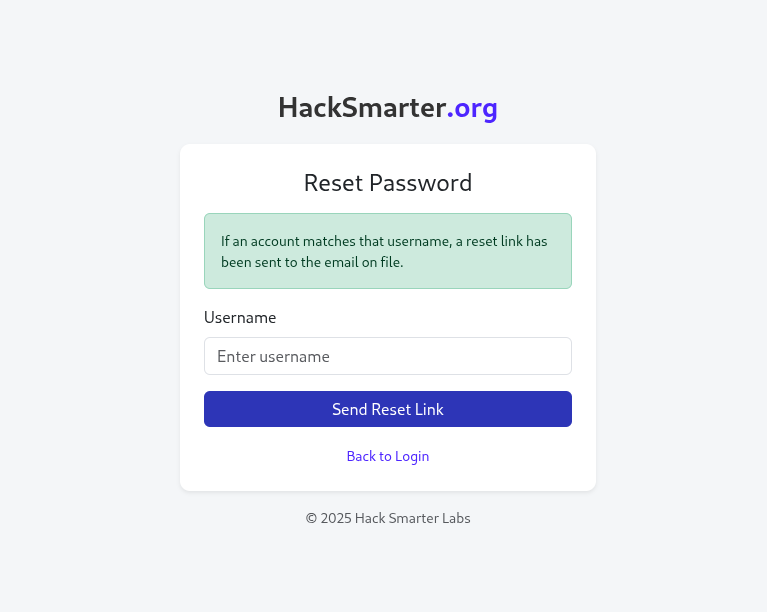 HackSmarter.org
Reset Password
If an account matches that username, a reset link has
been sent to the email on file.
Username
Enter username
Send Reset Link
Back to Login
© 2025 Hack Smarter Labs